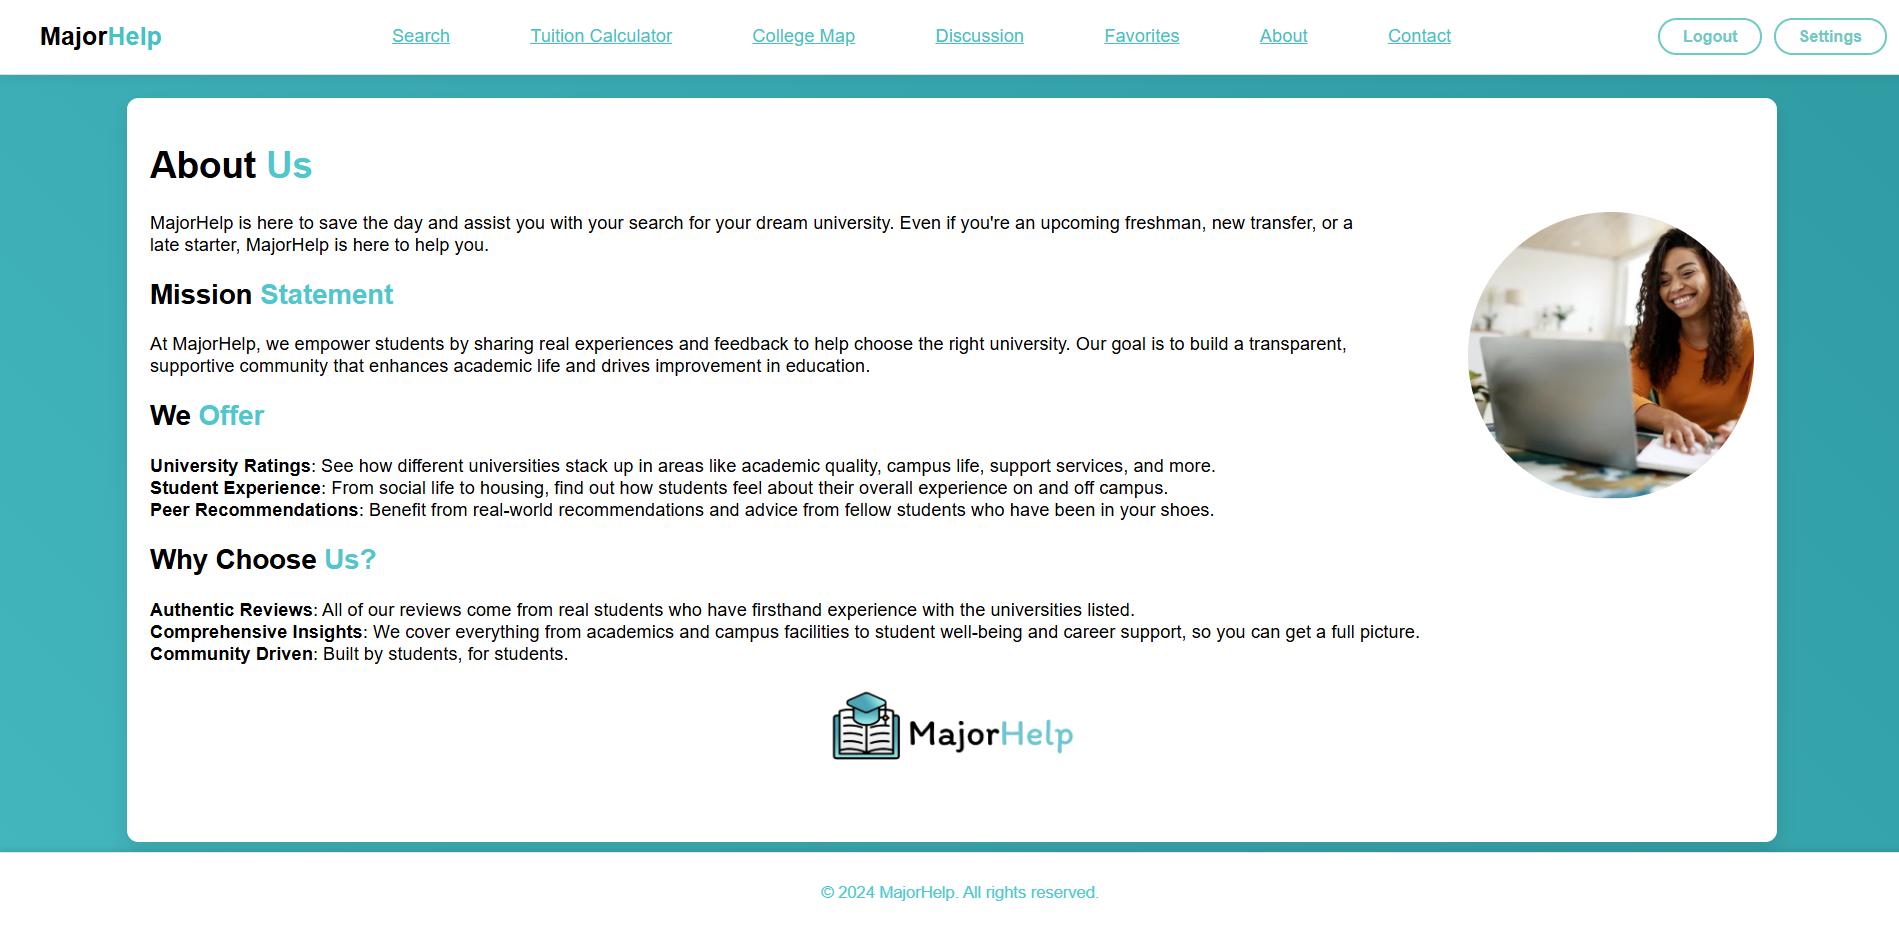 MajorHelp
Search
Tuition Calculator
College Map
Discussion
Favorites
About
Contact
Logout
Settings
About Us
MajorHelp is here to save the day and assist you with your search for your dream university. Even if you're an upcoming freshman, new transfer, or a
late starter, MajorHelp is here to help you.
Mission Statement
At MajorHelp, we empower students by sharing real experiences and feedback to help choose the right university. Our goal is to build a transparent,
supportive community that enhances academic life and drives improvement in education.
We Offer
University Ratings: See how different universities stack up in areas like academic quality, campus life, support services, and more.
Student Experience: From social life to housing, find out how students feel about their overall experience on and off campus.
Peer Recommendations: Benefit from real-world recommendations and advice from fellow students who have been in your shoes.
Why Choose Us?
Authentic Reviews: All of our reviews come from real students who have firsthand experience with the universities listed.
Comprehensive Insights: We cover everything from academics and campus facilities to student well-being and career support, so you can get a full picture.
Community Driven: Built by students, for students.
MajorHelp
© 2024 MajorHelp. All rights reserved.